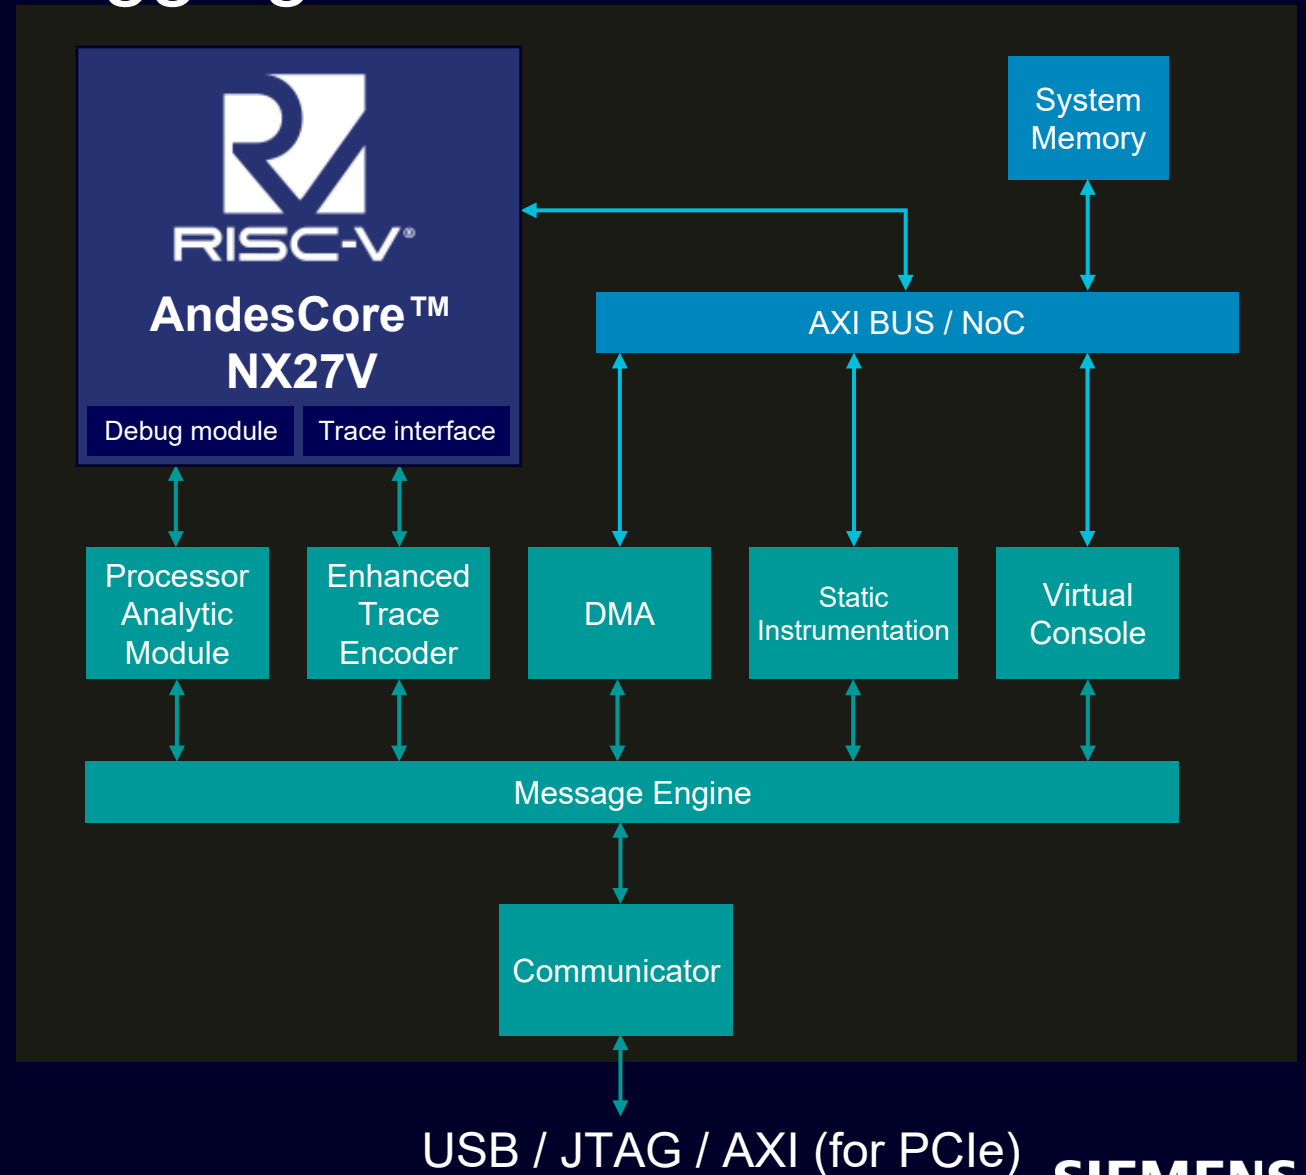 RISC-V®
AndesCore™
NX27V
Debug module
Trace interface
System
Memory
AXI BUS / NoC
Processor
Analytic
Module
Enhanced
Trace
Encoder
DMA
Static
Instrumentation
Virtual
Console
Message Engine
Communicator
USB / JTAG / AXI (for PCIe)
SIEMENS